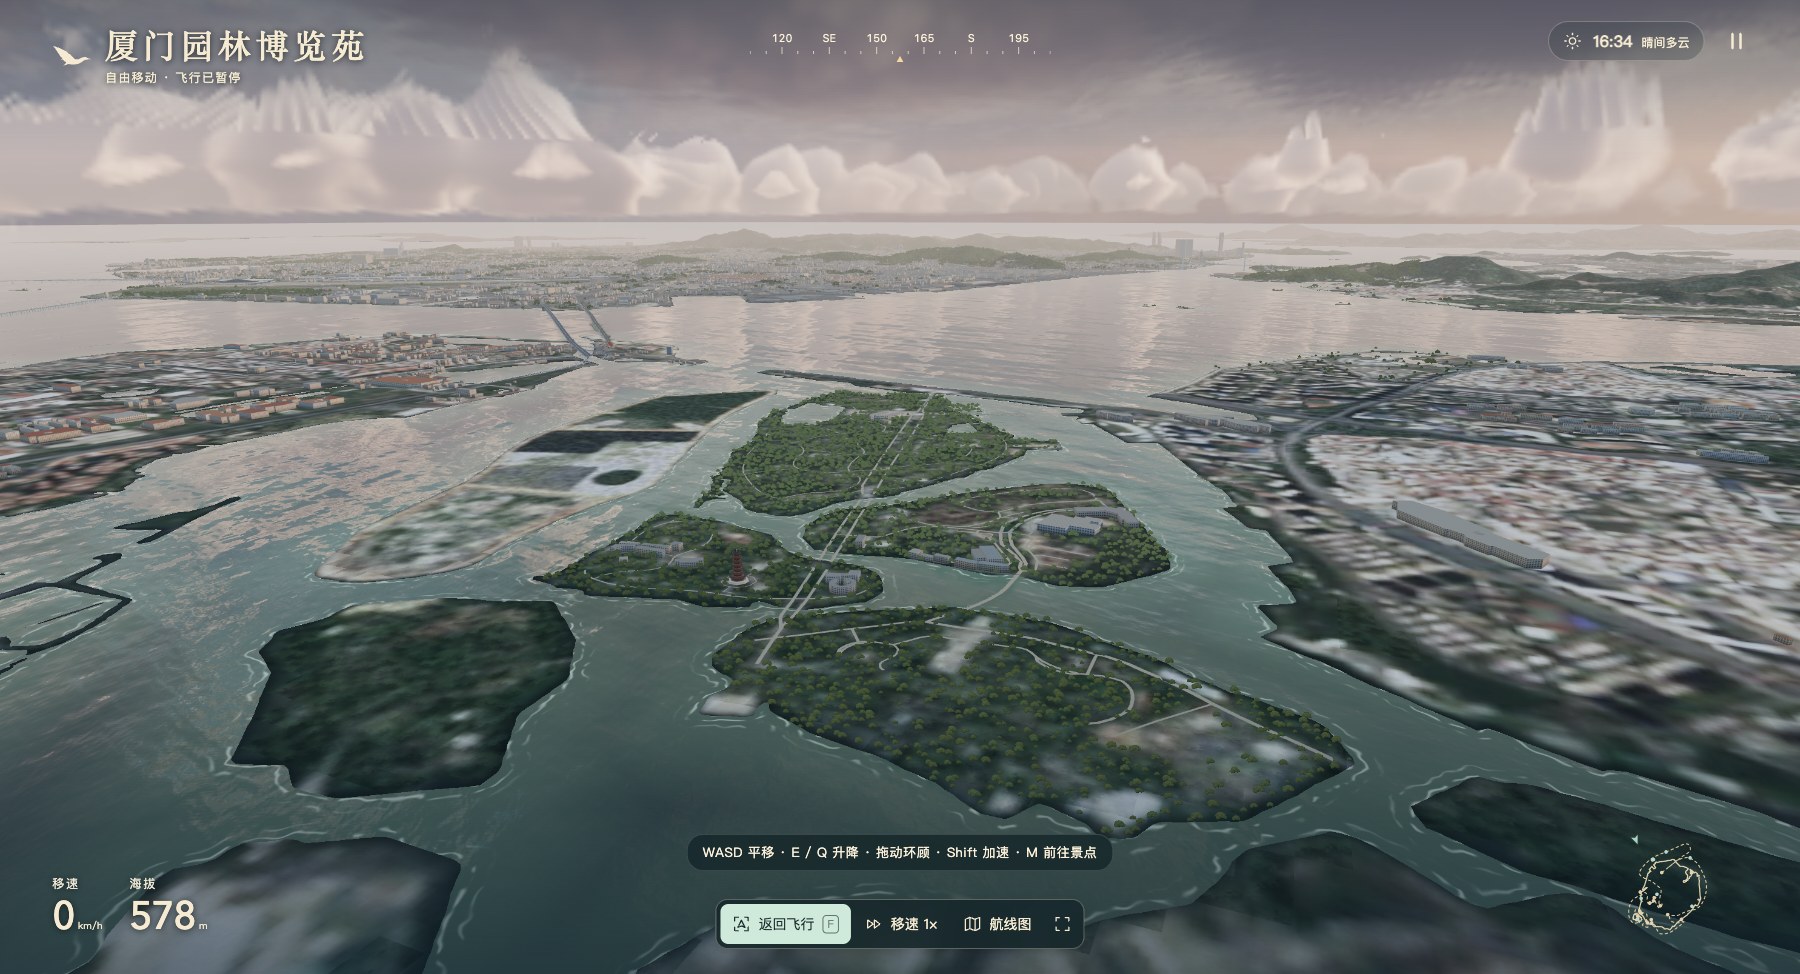 厦门园林博览苑
自由移动 · 飞行已暂停
120 SE 150 165 S 195
16:34 晴间多云
WASD 平移 · E / Q 升降 · 拖动环顾 · Shift 加速 · M 前往景点
移速 海拔
0 km/h 578 m
返回飞行 F 移速 1x 航线图